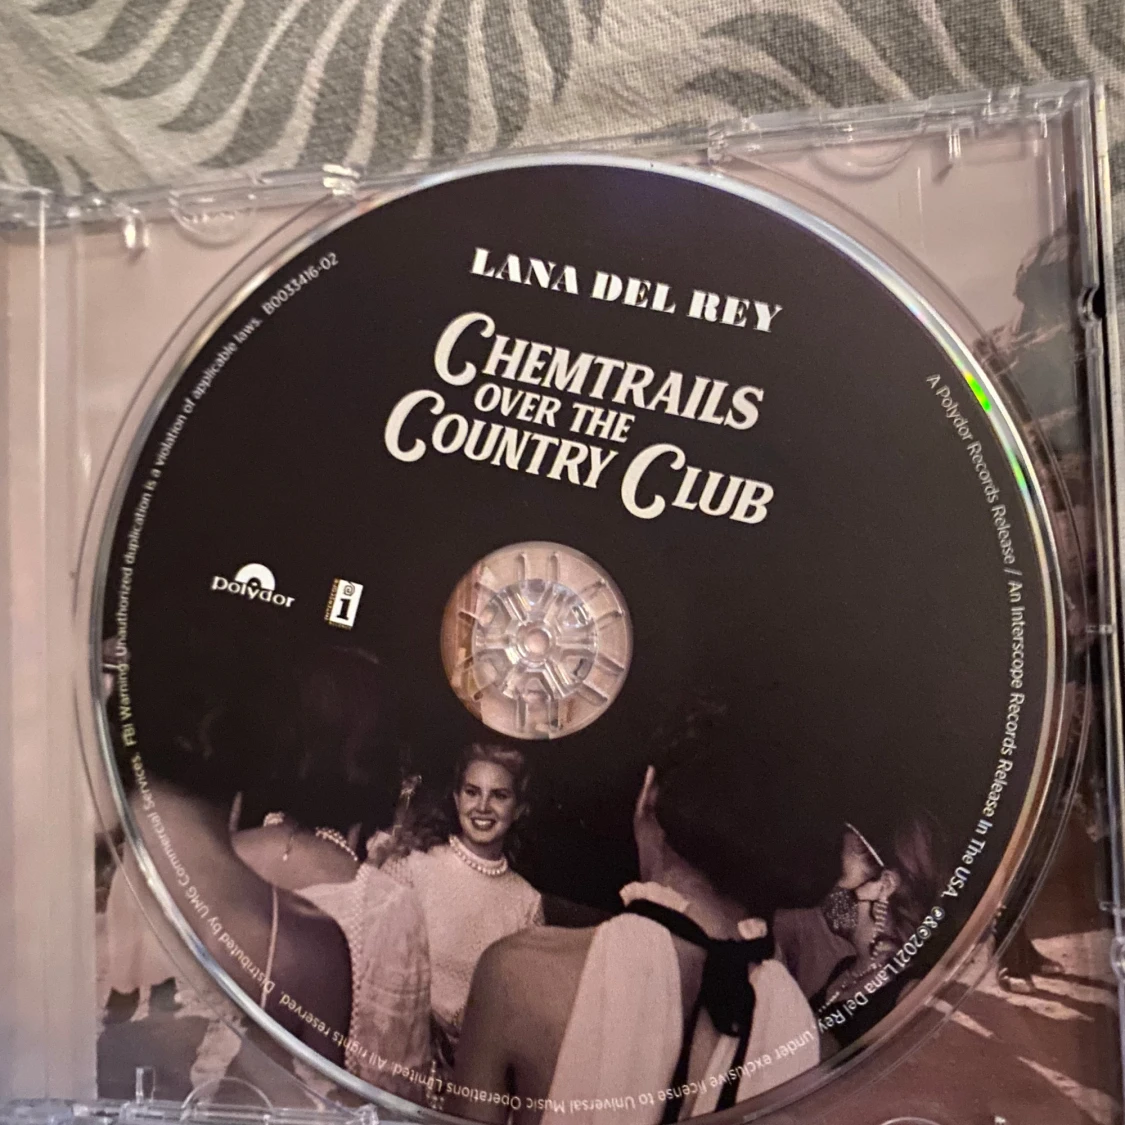 LANA DEL REY
CHEMTRAILS
OVER THE
COUNTRY CLUB
polydor
INTERSCOPE
i
A Polydor Records Release / An Interscope Records Release In The USA. ℗&©2021 Lana Del Rey, under exclusive license to Universal Music Operations Limited. All rights reserved. Distributed by UMG Commercial Services. FBI Warning: Unauthorized duplication is a violation of applicable laws. B0033416-02